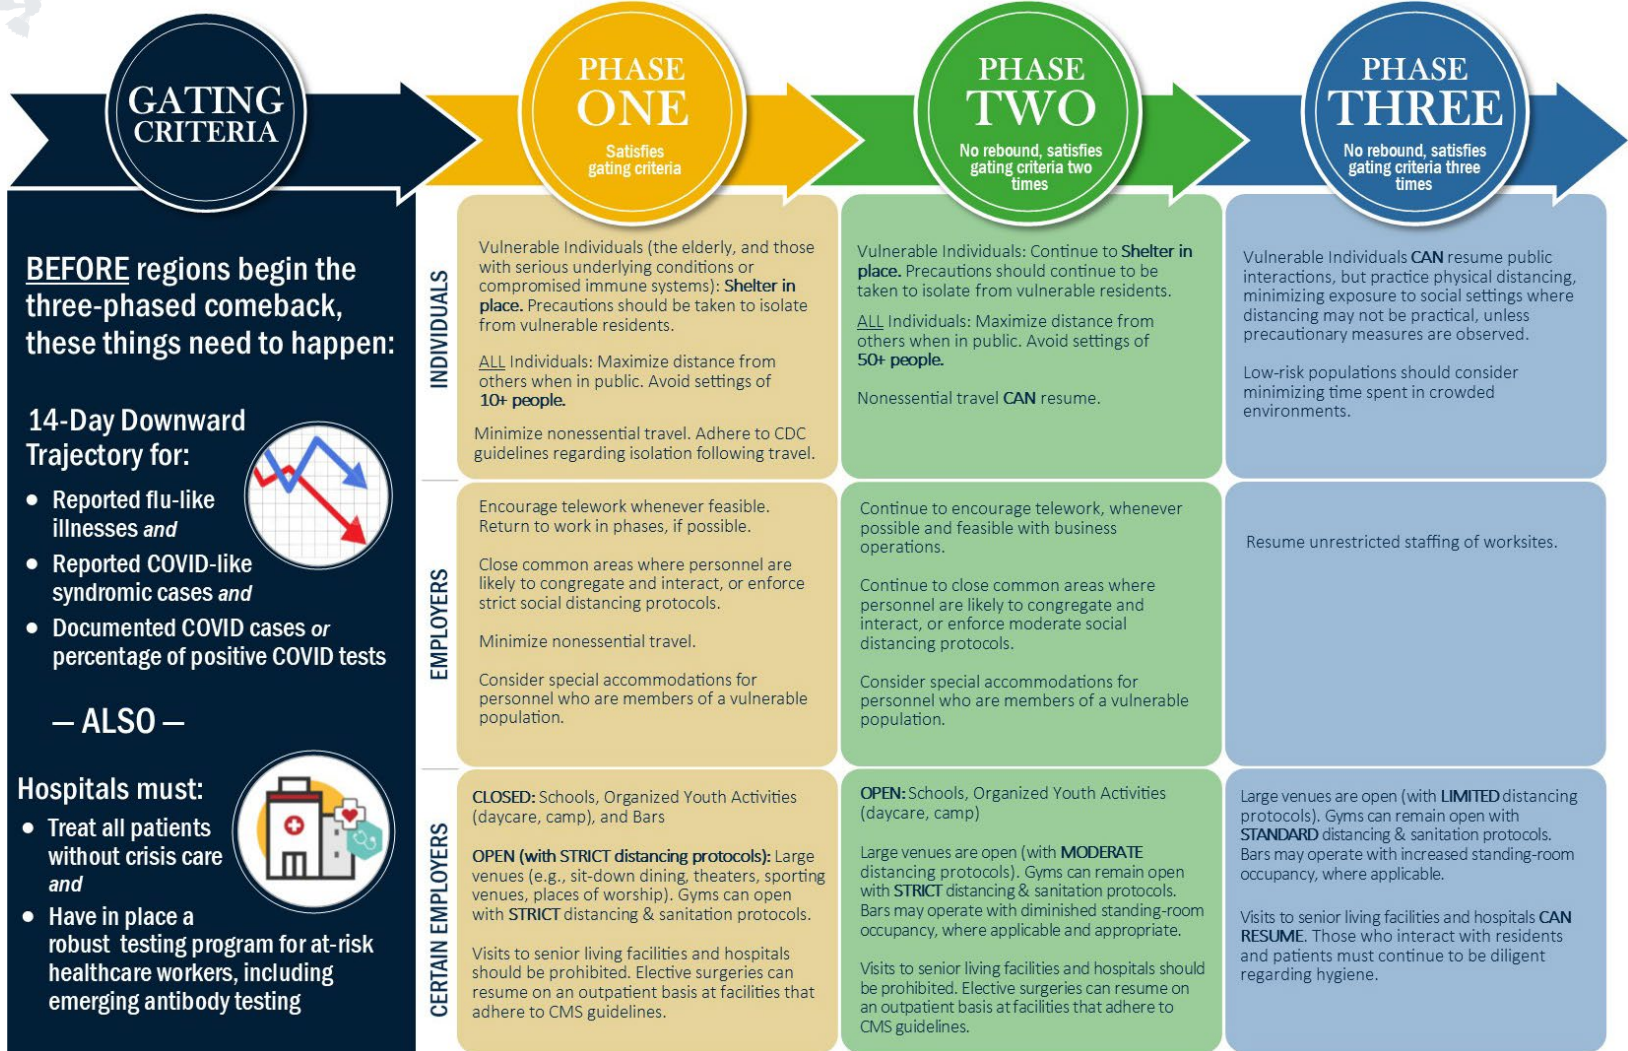 GATING
CRITERIA
PHASE
ONE
Satisfies
gating criteria
PHASE
TWO
No rebound, satisfies
gating criteria two
times
PHASE
THREE
No rebound, satisfies
gating criteria three
times
BEFORE regions begin the
three-phased comeback,
these things need to happen:
14-Day Downward
Trajectory for:
• Reported flu-like
illnesses and
• Reported COVID-like
syndromic cases and
• Documented COVID cases or
percentage of positive COVID tests
— ALSO —
Hospitals must:
• Treat all patients
without crisis care
and
• Have in place a
robust testing program for at-risk
healthcare workers, including
emerging antibody testing
INDIVIDUALS
Vulnerable Individuals (the elderly, and those
with serious underlying conditions or
compromised immune systems): Shelter in
place. Precautions should be taken to isolate
from vulnerable residents.
ALL Individuals: Maximize distance from
others when in public. Avoid settings of
10+ people.
Minimize nonessential travel. Adhere to CDC
guidelines regarding isolation following travel.
Vulnerable Individuals: Continue to Shelter in
place. Precautions should continue to be
taken to isolate from vulnerable residents.
ALL Individuals: Maximize distance from
others when in public. Avoid settings of
50+ people.
Nonessential travel CAN resume.
Vulnerable Individuals CAN resume public
interactions, but practice physical distancing,
minimizing exposure to social settings where
distancing may not be practical, unless
precautionary measures are observed.
Low-risk populations should consider
minimizing time spent in crowded
environments.
EMPLOYERS
Encourage telework whenever feasible.
Return to work in phases, if possible.
Close common areas where personnel are
likely to congregate and interact, or enforce
strict social distancing protocols.
Minimize nonessential travel.
Consider special accommodations for
personnel who are members of a vulnerable
population.
Continue to encourage telework, whenever
possible and feasible with business
operations.
Continue to close common areas where
personnel are likely to congregate and
interact, or enforce moderate social
distancing protocols.
Consider special accommodations for
personnel who are members of a vulnerable
population.
Resume unrestricted staffing of worksites.
CERTAIN EMPLOYERS
CLOSED: Schools, Organized Youth Activities
(daycare, camp), and Bars
OPEN (with STRICT distancing protocols): Large
venues (e.g., sit-down dining, theaters, sporting
venues, places of worship). Gyms can open
with STRICT distancing & sanitation protocols.
Visits to senior living facilities and hospitals
should be prohibited. Elective surgeries can
resume on an outpatient basis at facilities that
adhere to CMS guidelines.
OPEN: Schools, Organized Youth Activities
(daycare, camp)
Large venues are open (with MODERATE
distancing protocols). Gyms can remain open
with STRICT distancing & sanitation protocols.
Bars may operate with diminished standing-room
occupancy, where applicable and appropriate.
Visits to senior living facilities and hospitals should
be prohibited. Elective surgeries can resume on
an outpatient basis at facilities that adhere to
CMS guidelines.
Large venues are open (with LIMITED distancing
protocols). Gyms can remain open with
STANDARD distancing & sanitation protocols.
Bars may operate with increased standing-room
occupancy, where applicable.
Visits to senior living facilities and hospitals CAN
RESUME. Those who interact with residents
and patients must continue to be diligent
regarding hygiene.